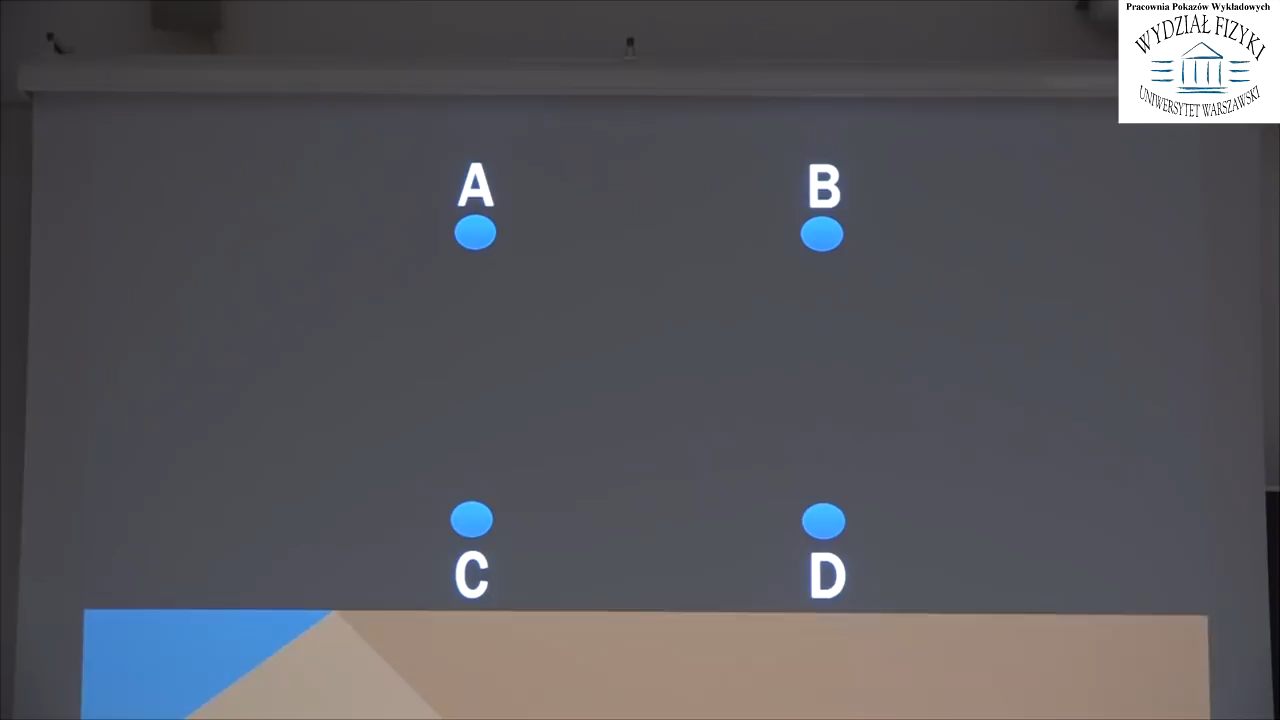 Pracownia Pokazów Wykładowych
WYDZIAŁ FIZYKI
UNIWERSYTET WARSZAWSKI
A B
C D